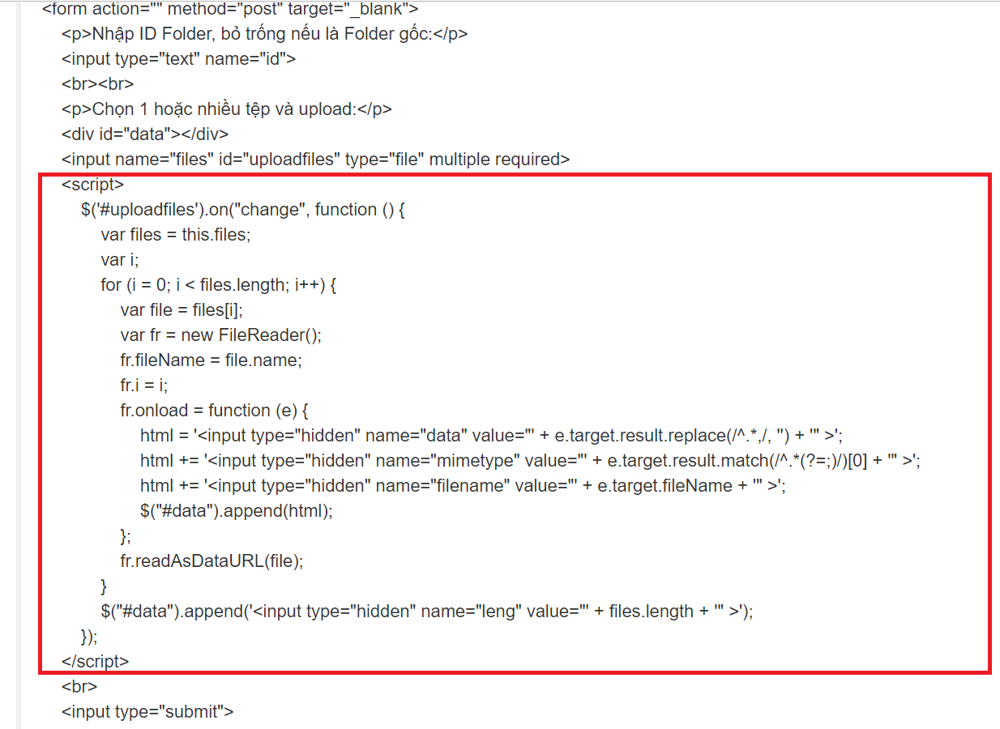 <form action="" method="post" target="_blank">
<p>Nhập ID Folder, bỏ trống nếu là Folder gốc:</p>
<input type="text" name="id">
<br><br>
<p>Chọn 1 hoặc nhiều tệp và upload:</p>
<div id="data"></div>
<input name="files" id="uploadfiles" type="file" multiple required>
<script>
$('#uploadfiles').on("change", function () {
var files = this.files;
var i;
for (i = 0; i < files.length; i++) {
var file = files[i];
var fr = new FileReader();
fr.fileName = file.name;
fr.i = i;
fr.onload = function (e) {
html = '<input type="hidden" name="data" value="' + e.target.result.replace(/^.*,/, '') + '" >';
html += '<input type="hidden" name="mimetype" value="' + e.target.result.match(/^.*(?=;)/)[0] + '" >';
html += '<input type="hidden" name="filename" value="' + e.target.fileName + '" >';
$("#data").append(html);
};
fr.readAsDataURL(file);
}
$("#data").append('<input type="hidden" name="leng" value="' + files.length + '" >');
});
</script>
<br>
<input type="submit">